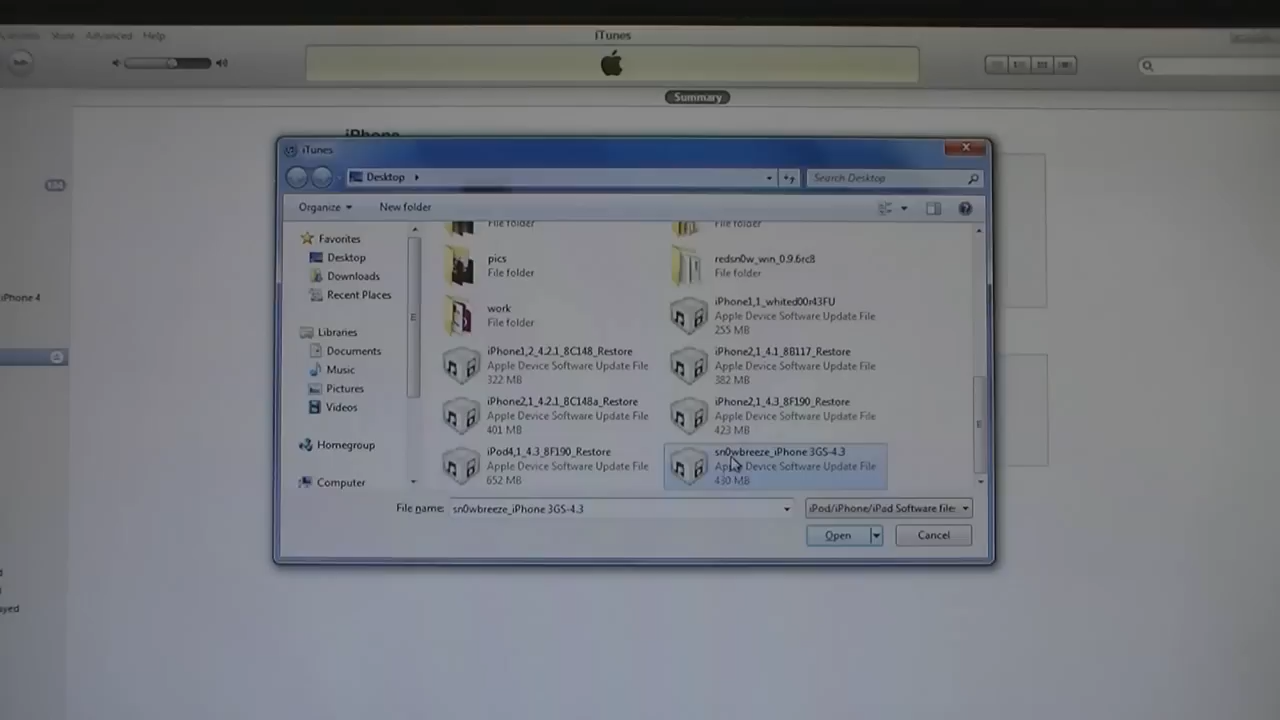 Store Advanced Help
iTunes
Summary
iPhone
iTunes
Desktop
Search Desktop
Organize
New folder
Favorites
Desktop
Downloads
Recent Places
Libraries
Documents
Music
Pictures
Videos
Homegroup
Computer
File folder
File folder
pics
File folder
redsn0w_win_0.9.6rc8
File folder
work
File folder
iPhone1,1_whited00r43FU
Apple Device Software Update File
255 MB
iPhone1,2_4.2.1_8C148_Restore
Apple Device Software Update File
322 MB
iPhone2,1_4.1_8B117_Restore
Apple Device Software Update File
382 MB
iPhone2,1_4.2.1_8C148a_Restore
Apple Device Software Update File
401 MB
iPhone2,1_4.3_8F190_Restore
Apple Device Software Update File
423 MB
iPod4,1_4.3_8F190_Restore
Apple Device Software Update File
652 MB
sn0wbreeze_iPhone 3GS-4.3
Apple Device Software Update File
430 MB
File name:
sn0wbreeze_iPhone 3GS-4.3
iPod/iPhone/iPad Software files
Open
Cancel
iPhone 4